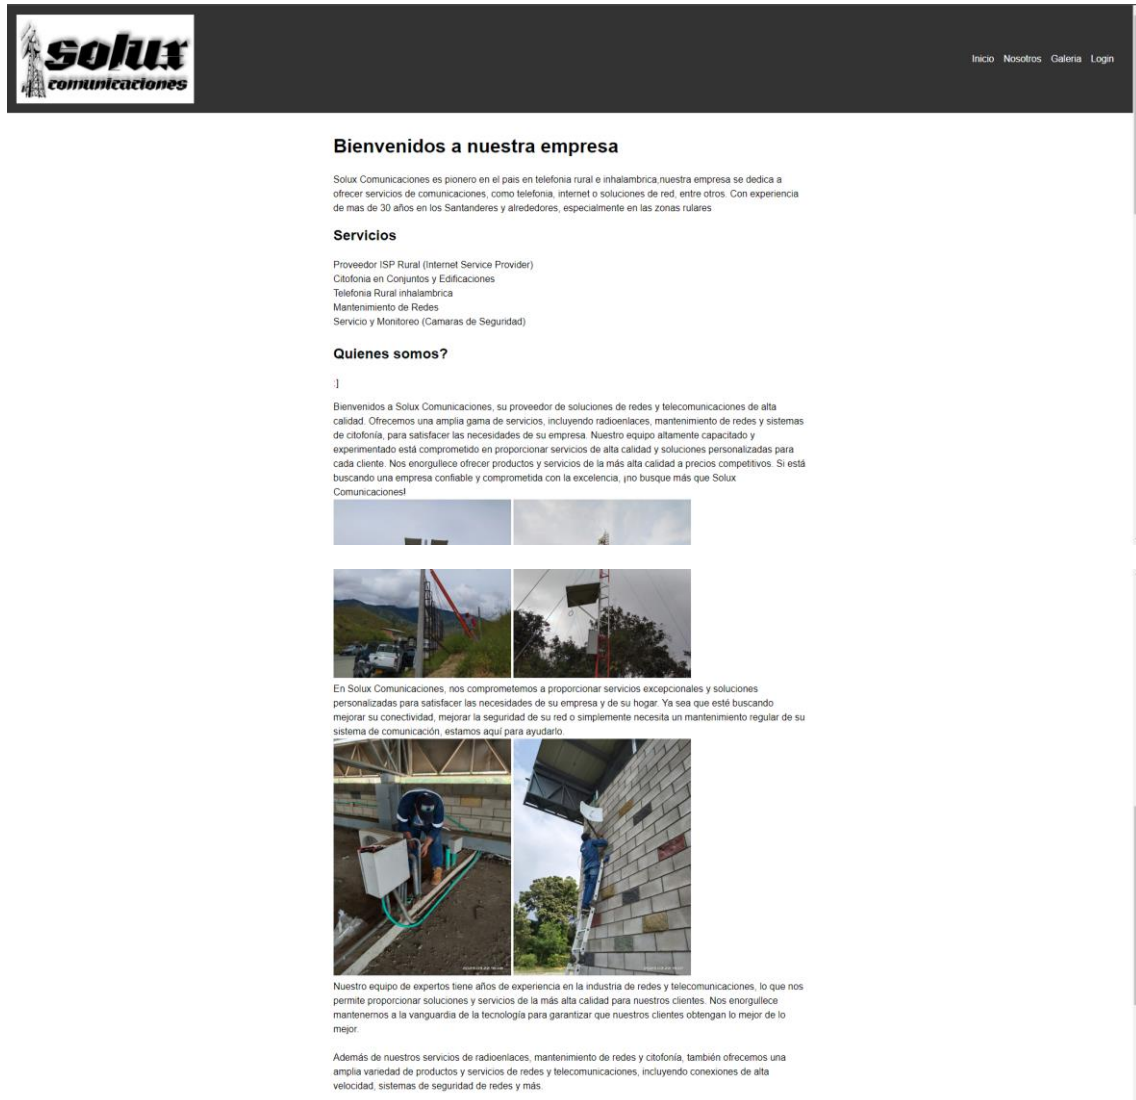 solux
comunicaciones
Inicio Nosotros Galeria Login
Bienvenidos a nuestra empresa
Solux Comunicaciones es pionero en el pais en telefonia rural e inhalambrica,nuestra empresa se dedica a
ofrecer servicios de comunicaciones, como telefonia, internet o soluciones de red, entre otros. Con experiencia
de mas de 30 años en los Santanderes y alrededores, especialmente en las zonas rulares
Servicios
Proveedor ISP Rural (Internet Service Provider)
Citofonia en Conjuntos y Edificaciones
Telefonia Rural inhalambrica
Mantenimiento de Redes
Servicio y Monitoreo (Camaras de Seguridad)
Quienes somos?
:]
Bienvenidos a Solux Comunicaciones, su proveedor de soluciones de redes y telecomunicaciones de alta
calidad. Ofrecemos una amplia gama de servicios, incluyendo radioenlaces, mantenimiento de redes y sistemas
de citofonía, para satisfacer las necesidades de su empresa. Nuestro equipo altamente capacitado y
experimentado está comprometido en proporcionar servicios de alta calidad y soluciones personalizadas para
cada cliente. Nos enorgullece ofrecer productos y servicios de la más alta calidad a precios competitivos. Si está
buscando una empresa confiable y comprometida con la excelencia, ¡no busque más que Solux
Comunicaciones!
En Solux Comunicaciones, nos comprometemos a proporcionar servicios excepcionales y soluciones
personalizadas para satisfacer las necesidades de su empresa y de su hogar. Ya sea que esté buscando
mejorar su conectividad, mejorar la seguridad de su red o simplemente necesita un mantenimiento regular de su
sistema de comunicación, estamos aquí para ayudarlo.
Nuestro equipo de expertos tiene años de experiencia en la industria de redes y telecomunicaciones, lo que nos
permite proporcionar soluciones y servicios de la más alta calidad para nuestros clientes. Nos enorgullece
mantenernos a la vanguardia de la tecnología para garantizar que nuestros clientes obtengan lo mejor de lo
mejor.
Además de nuestros servicios de radioenlaces, mantenimiento de redes y citofonía, también ofrecemos una
amplia variedad de productos y servicios de redes y telecomunicaciones, incluyendo conexiones de alta
velocidad, sistemas de seguridad de redes y más.